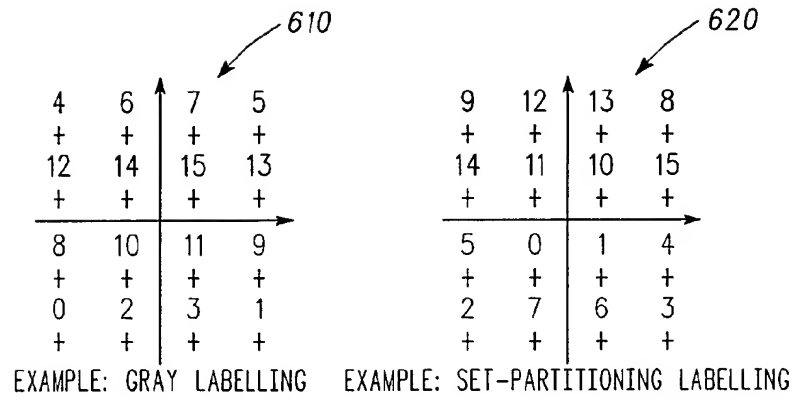 610 620
4 6 7 5 9 12 13 8
+ + + + + + + +
12 14 15 13 14 11 10 15
+ + + + + + + +
8 10 11 9 5 0 1 4
+ + + + + + + +
0 2 3 1 2 7 6 3
+ + + + + + + +
EXAMPLE: GRAY LABELLING EXAMPLE: SET-PARTITIONING LABELLING